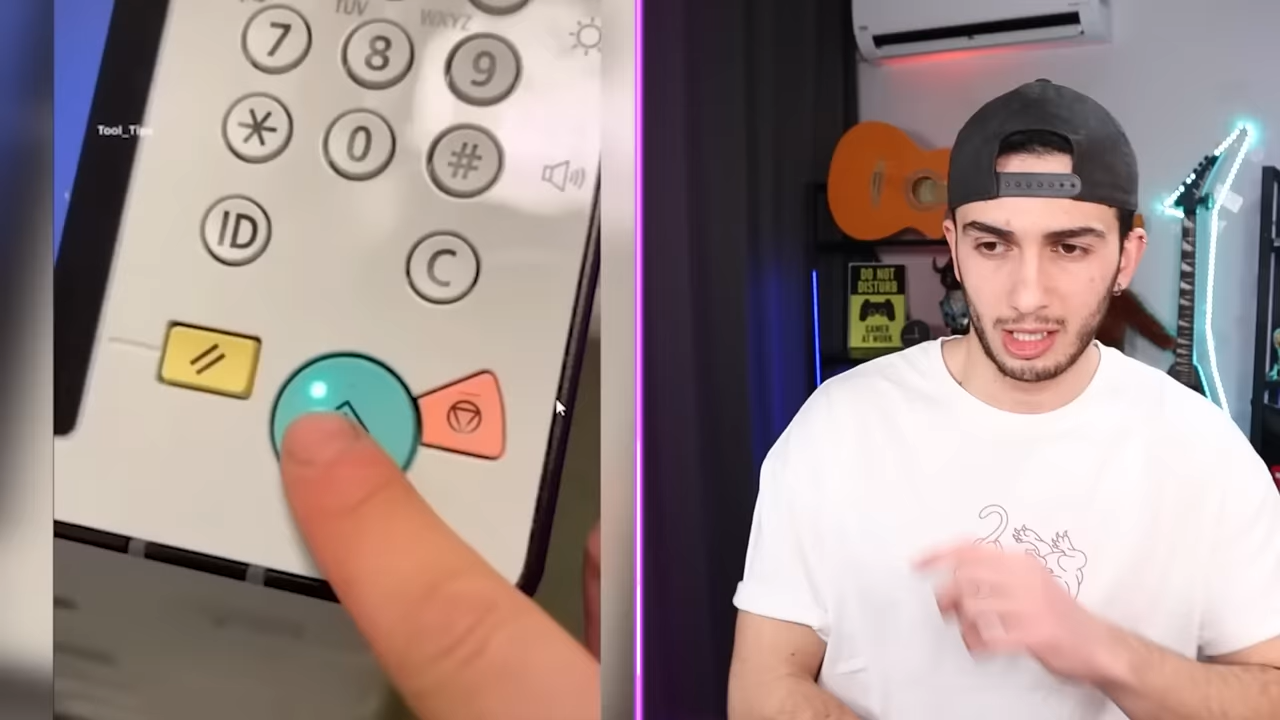 TUV
WXYZ
7
8
9
*
0
#
ID
C
Tool_Tips
DO NOT
DISTURB
GAMER
AT WORK